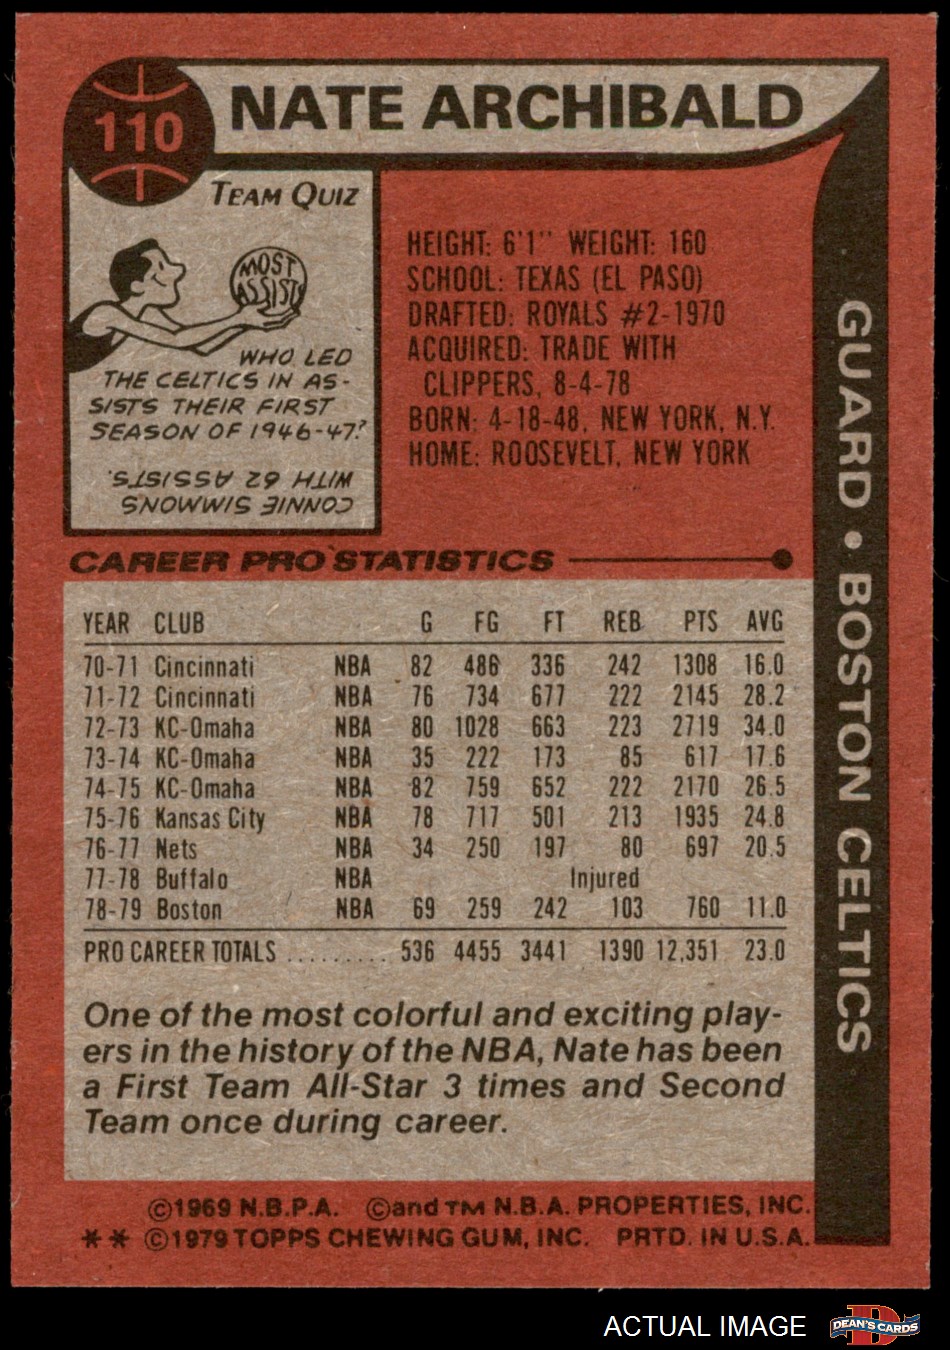 110
NATE ARCHIBALD
TEAM QUIZ
MOST
ASSISTS
WHO LED
THE CELTICS IN AS-
SISTS THEIR FIRST
SEASON OF 1946-47?
CONNIE SIMMONS
WITH 62 ASSISTS.
HEIGHT: 6'1" WEIGHT: 160
SCHOOL: TEXAS (EL PASO)
DRAFTED: ROYALS #2-1970
ACQUIRED: TRADE WITH
CLIPPERS, 8-4-78
BORN: 4-18-48, NEW YORK, N.Y.
HOME: ROOSEVELT, NEW YORK
GUARD • BOSTON CELTICS
CAREER PRO STATISTICS
YEAR CLUB G FG FT REB PTS AVG
70-71 Cincinnati NBA 82 486 336 242 1308 16.0
71-72 Cincinnati NBA 76 734 677 222 2145 28.2
72-73 KC-Omaha NBA 80 1028 663 223 2719 34.0
73-74 KC-Omaha NBA 35 222 173 85 617 17.6
74-75 KC-Omaha NBA 82 759 652 222 2170 26.5
75-76 Kansas City NBA 78 717 501 213 1935 24.8
76-77 Nets NBA 34 250 197 80 697 20.5
77-78 Buffalo NBA Injured
78-79 Boston NBA 69 259 242 103 760 11.0
PRO CAREER TOTALS ......... 536 4455 3441 1390 12,351 23.0
One of the most colorful and exciting play-
ers in the history of the NBA, Nate has been
a First Team All-Star 3 times and Second
Team once during career.
©1969 N.B.P.A. ©and TM N.B.A. PROPERTIES, INC.
** ©1979 TOPPS CHEWING GUM, INC. PRTD. IN U.S.A.
ACTUAL IMAGE
D
DEAN'S CARDS